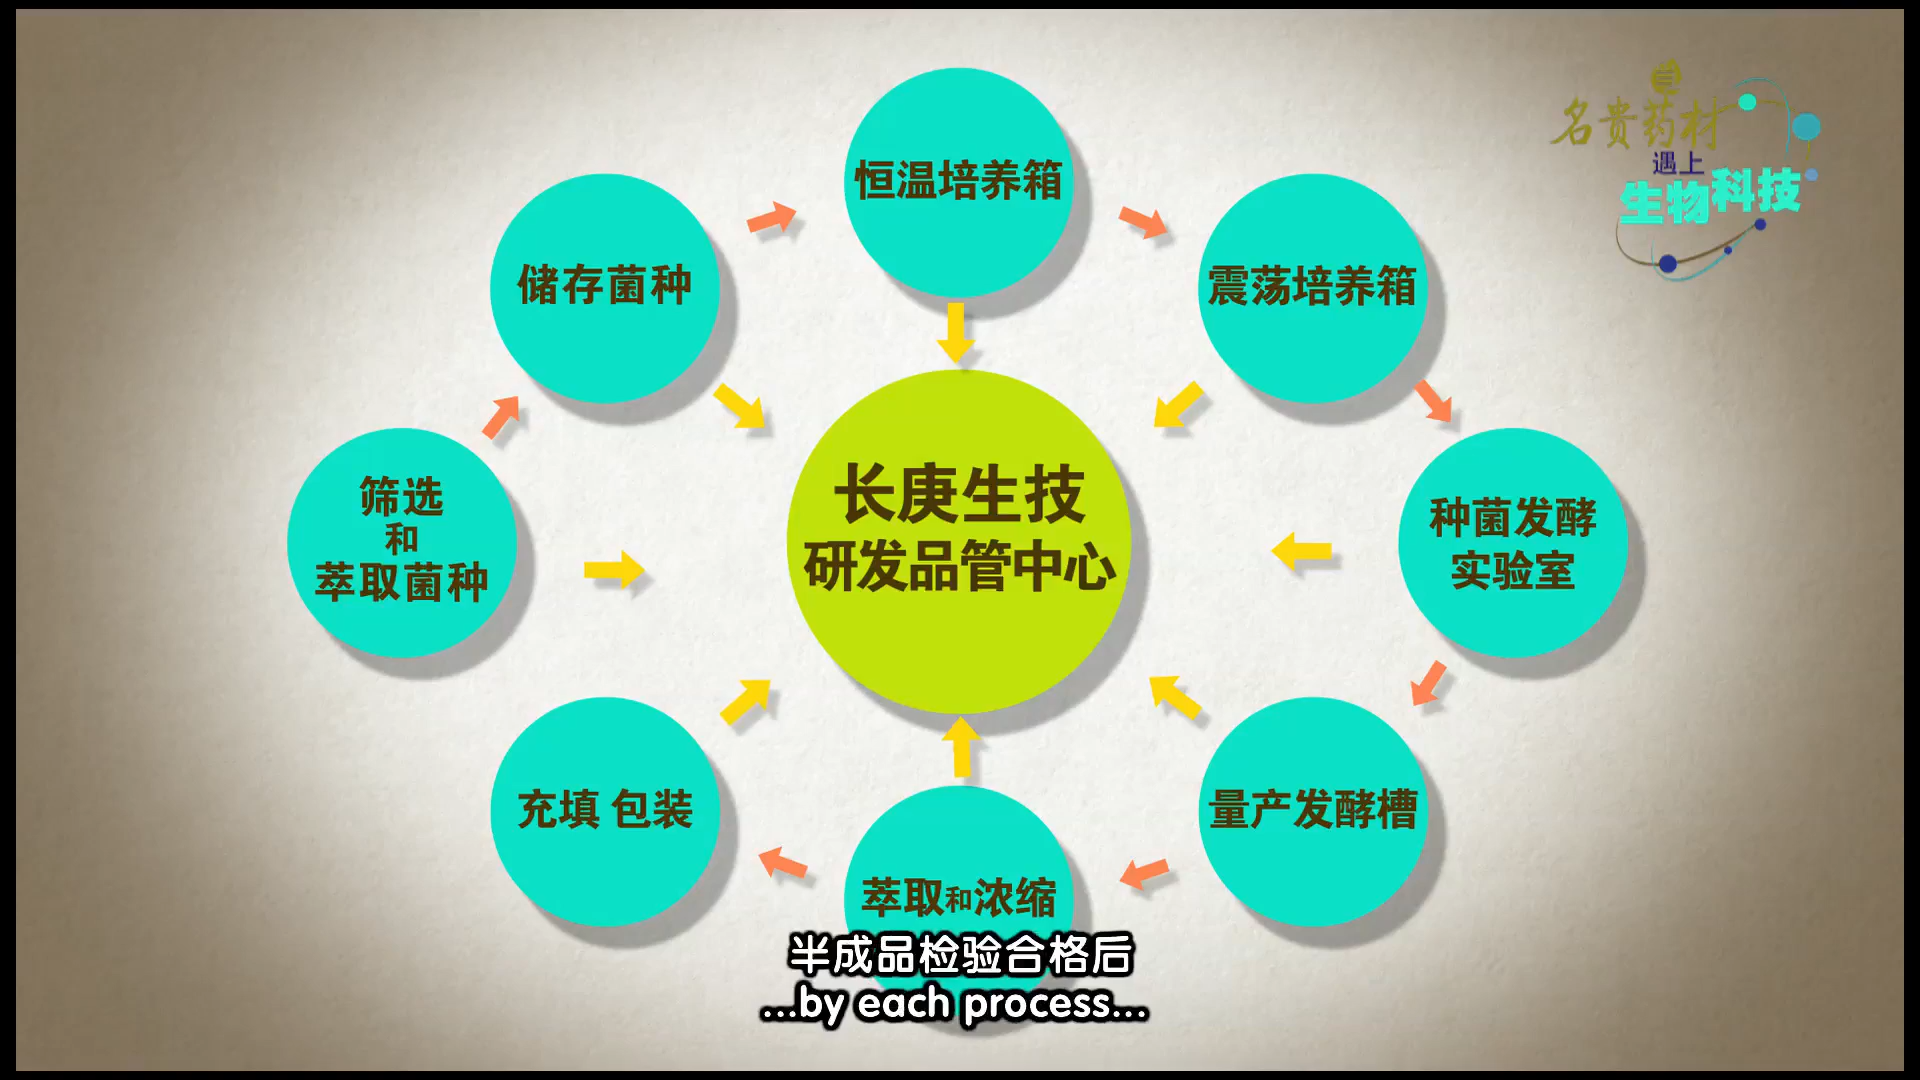 名贵药材
遇上
生物科技
恒温培养箱
储存菌种
震荡培养箱
筛选
和
萃取菌种
长庚生技
研发品管中心
种菌发酵
实验室
充填 包装
量产发酵槽
萃取和浓缩
半成品检验合格后
...by each process...